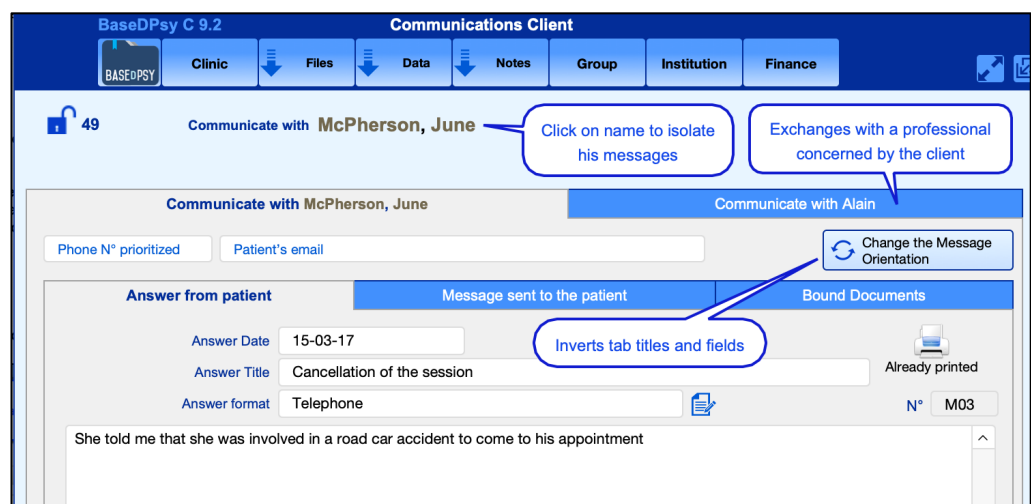 BaseDPsy C 9.2
Communications Client
BASEDPSY
Clinic
Files
Data
Notes
Group
Institution
Finance
49
Communicate with McPherson, June
Click on name to isolate
his messages
Exchanges with a professional
concerned by the client
Communicate with McPherson, June
Communicate with Alain
Phone N° prioritized
Patient's email
Change the Message
Orientation
Answer from patient
Message sent to the patient
Bound Documents
Answer Date
15-03-17
Inverts tab titles and fields
Answer Title
Cancellation of the session
Already printed
Answer format
Telephone
N°
M03
She told me that she was involved in a road car accident to come to his appointment